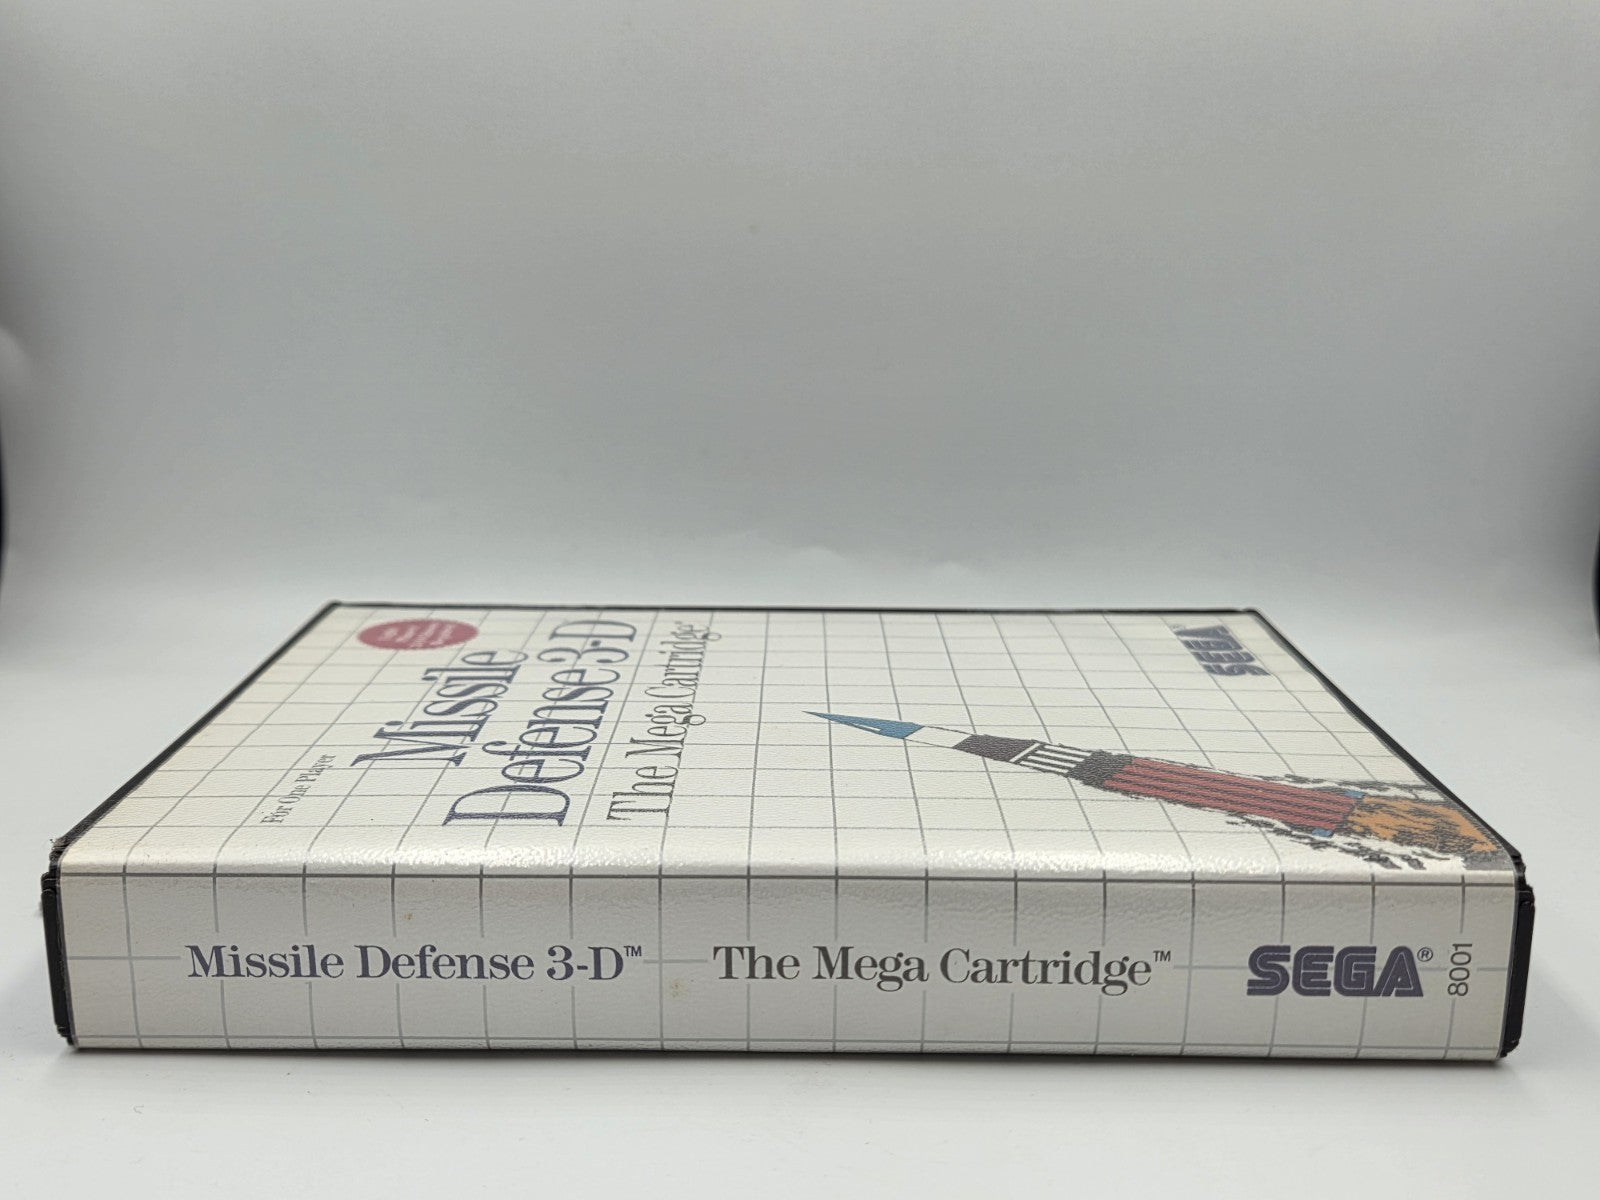 For One Player
Missile
Defense 3-D
The Mega Cartridge
SEGA®
Missile Defense 3-D™ The Mega Cartridge™ SEGA® 8001